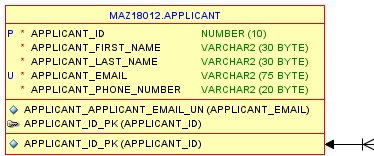 MAZ18012.APPLICANT
P * APPLICANT_ID NUMBER (10)
* APPLICANT_FIRST_NAME VARCHAR2 (30 BYTE)
* APPLICANT_LAST_NAME VARCHAR2 (30 BYTE)
U * APPLICANT_EMAIL VARCHAR2 (75 BYTE)
* APPLICANT_PHONE_NUMBER VARCHAR2 (20 BYTE)
APPLICANT_APPLICANT_EMAIL_UN (APPLICANT_EMAIL)
APPLICANT_ID_PK (APPLICANT_ID)
APPLICANT_ID_PK (APPLICANT_ID)